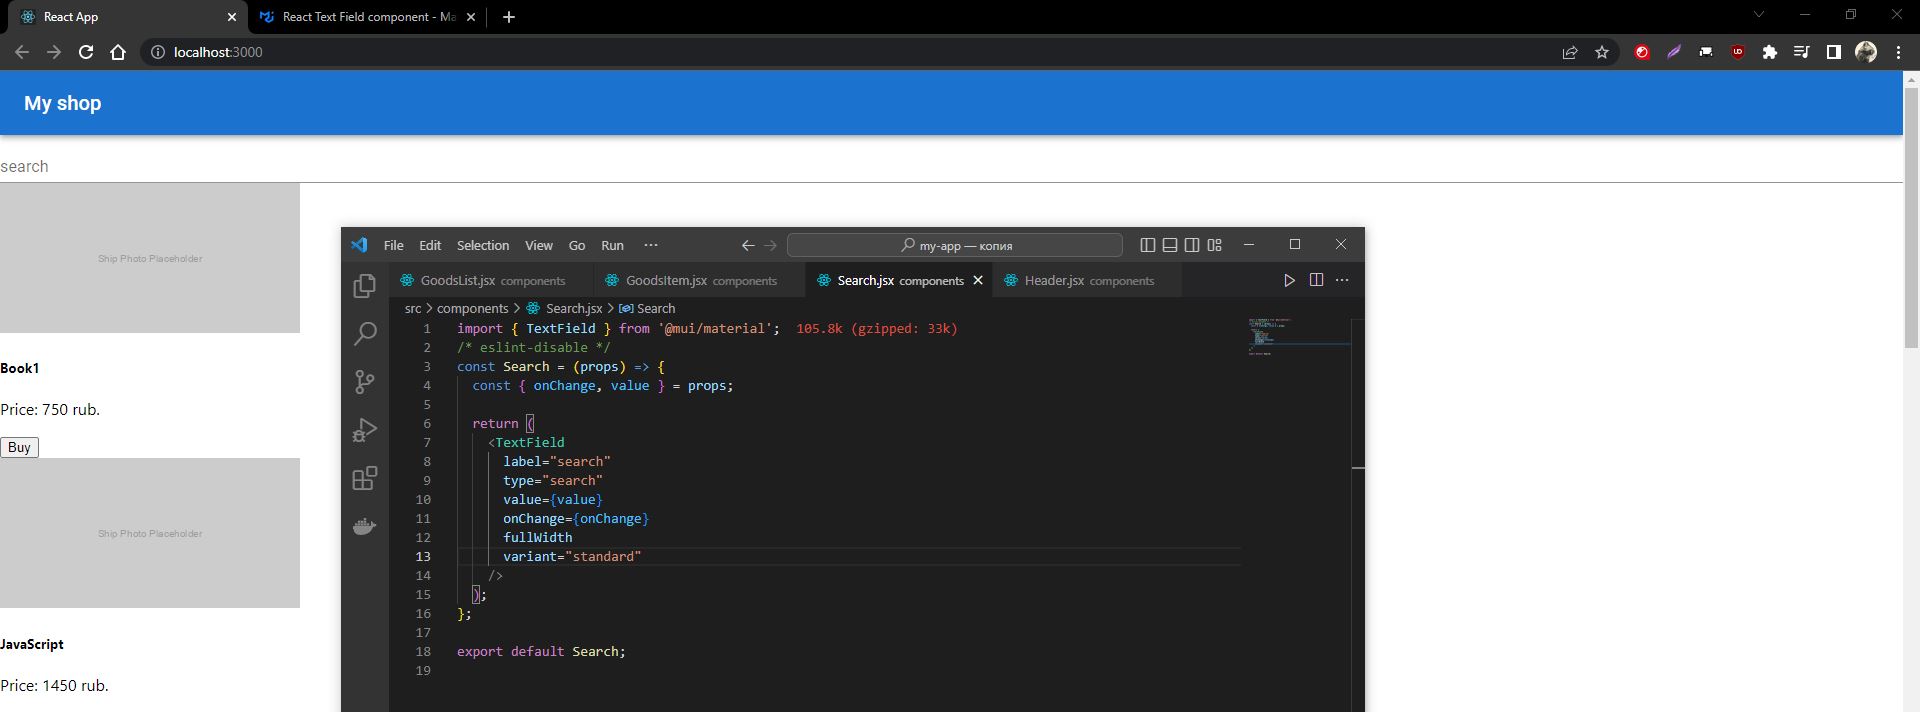 React App
React Text Field component - Ma
localhost:3000
My shop
search
Ship Photo Placeholder
Book1
Price: 750 rub.
Buy
Ship Photo Placeholder
JavaScript
Price: 1450 rub.
File Edit Selection View Go Run ···
my-app — копия
GoodsList.jsx components
GoodsItem.jsx components
Search.jsx components
Header.jsx components
src > components > Search.jsx > Search
1 import { TextField } from '@mui/material'; 105.8k (gzipped: 33k)
2 /* eslint-disable */
3 const Search = (props) => {
4 const { onChange, value } = props;
5
6 return (
7 <TextField
8 label="search"
9 type="search"
10 value={value}
11 onChange={onChange}
12 fullWidth
13 variant="standard"
14 />
15 );
16 };
17
18 export default Search;
19